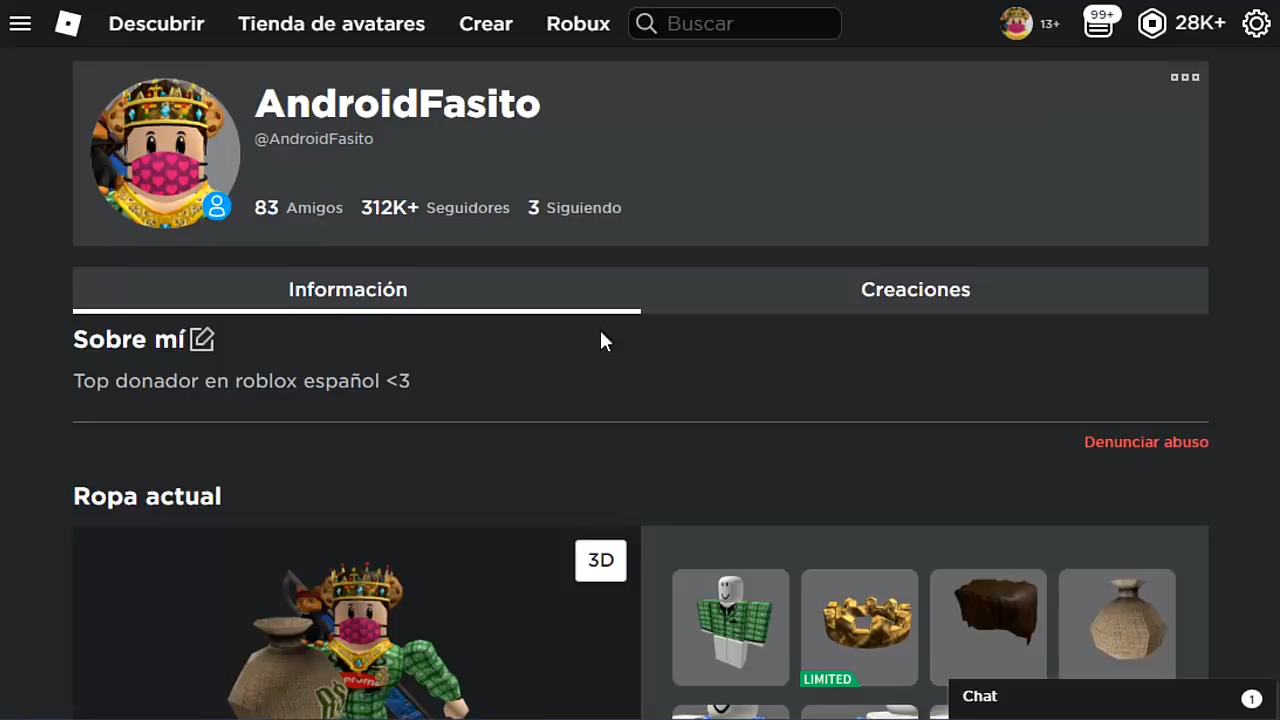 Descubrir Tienda de avatares Crear Robux Buscar 13+ 99+ 28K+
AndroidFasito
@AndroidFasito
83 Amigos 312K+ Seguidores 3 Siguiendo
Información Creaciones
Sobre mí
Top donador en roblox español <3
Denunciar abuso
Ropa actual
3D
LIMITED
Chat 1